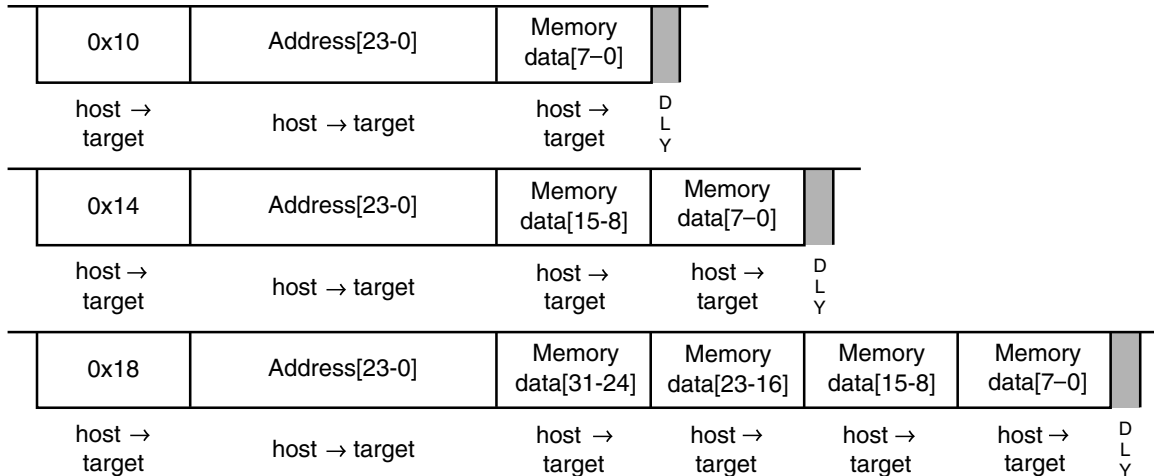 0x10 Address[23-0] Memory data[7–0]
host → target host → target host → target D L Y
0x14 Address[23-0] Memory data[15-8] Memory data[7–0]
host → target host → target host → target host → target D L Y
0x18 Address[23-0] Memory data[31-24] Memory data[23-16] Memory data[15-8] Memory data[7–0]
host → target host → target host → target host → target host → target host → target D L Y